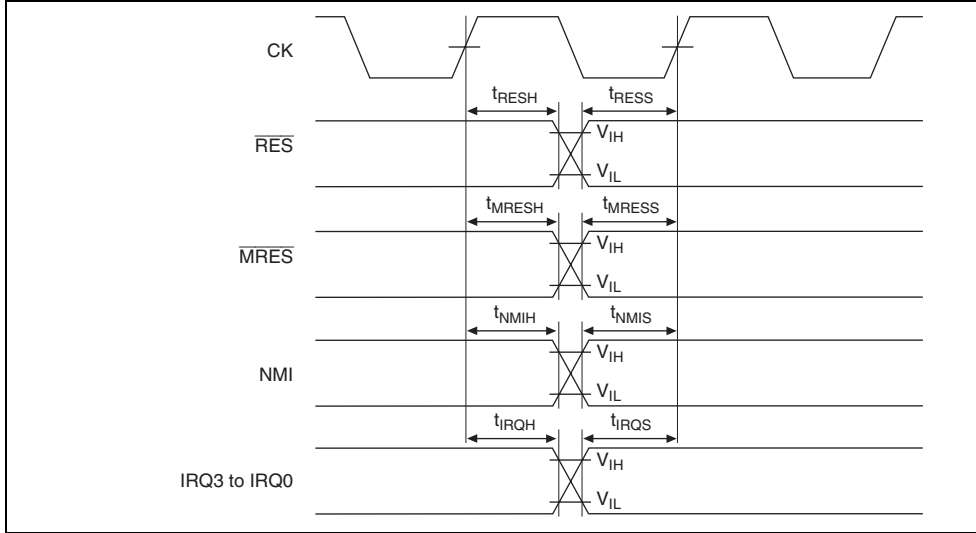 CK
tRESH tRESS
RES
VIH
VIL
tMRESH tMRESS
MRES
VIH
VIL
tNMIH tNMIS
NMI
VIH
VIL
tIRQH tIRQS
IRQ3 to IRQ0
VIH
VIL